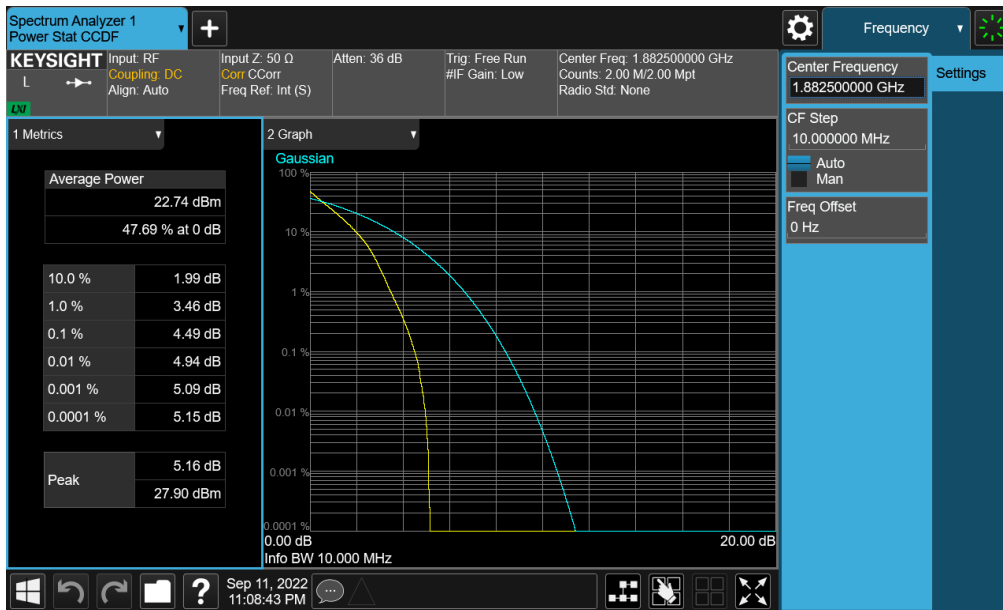 Spectrum Analyzer 1
Power Stat CCDF
+
Frequency
KEYSIGHT
L
LXI
Input: RF
Coupling: DC
Align: Auto
Input Z: 50 Ω
Corr CCorr
Freq Ref: Int (S)
Atten: 36 dB
Trig: Free Run
#IF Gain: Low
Center Freq: 1.882500000 GHz
Counts: 2.00 M/2.00 Mpt
Radio Std: None
Center Frequency
1.882500000 GHz
Settings
CF Step
10.000000 MHz
Auto
Man
Freq Offset
0 Hz
1 Metrics
Average Power
22.74 dBm
47.69 % at 0 dB
10.0 % 1.99 dB
1.0 % 3.46 dB
0.1 % 4.49 dB
0.01 % 4.94 dB
0.001 % 5.09 dB
0.0001 % 5.15 dB
Peak
5.16 dB
27.90 dBm
2 Graph
Gaussian
100 %
10 %
1 %
0.1 %
0.01 %
0.001 %
0.0001 %
0.00 dB 20.00 dB
Info BW 10.000 MHz
?
Sep 11, 2022
11:08:43 PM